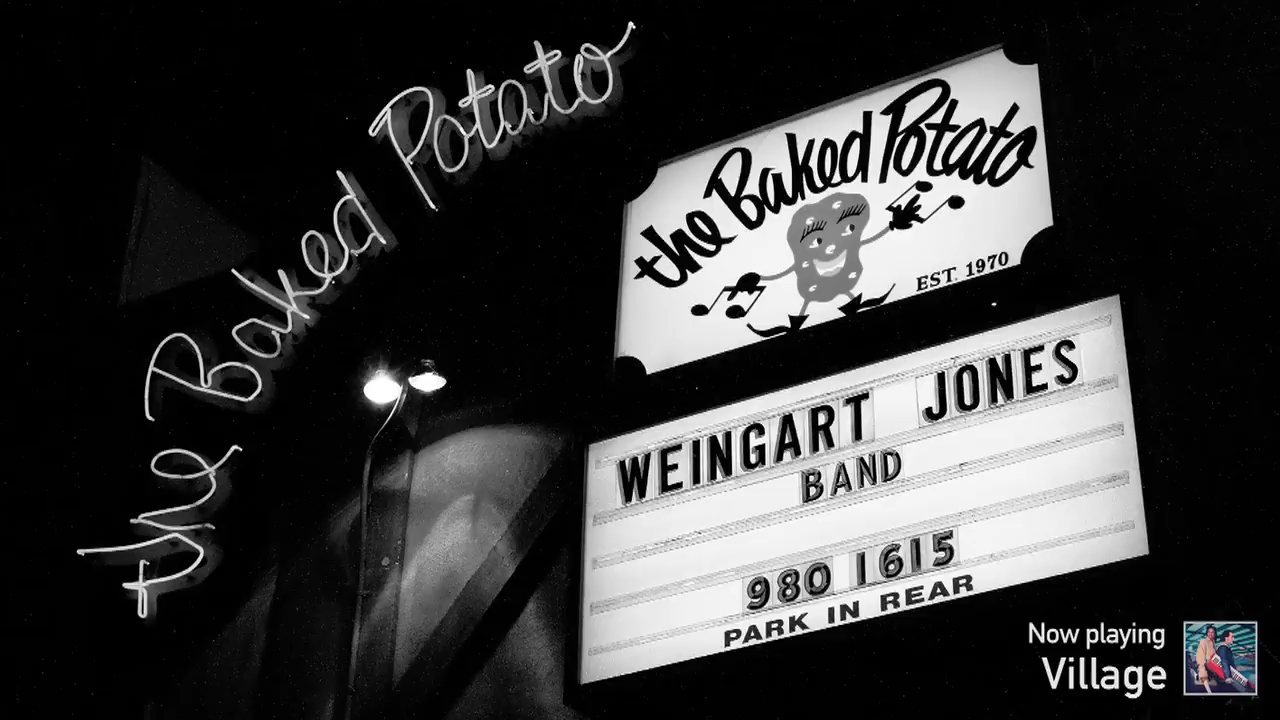 the Baked Potato
the Baked Potato
EST. 1970
WEINGART JONES
BAND
980 1615
PARK IN REAR
Now playing
Village